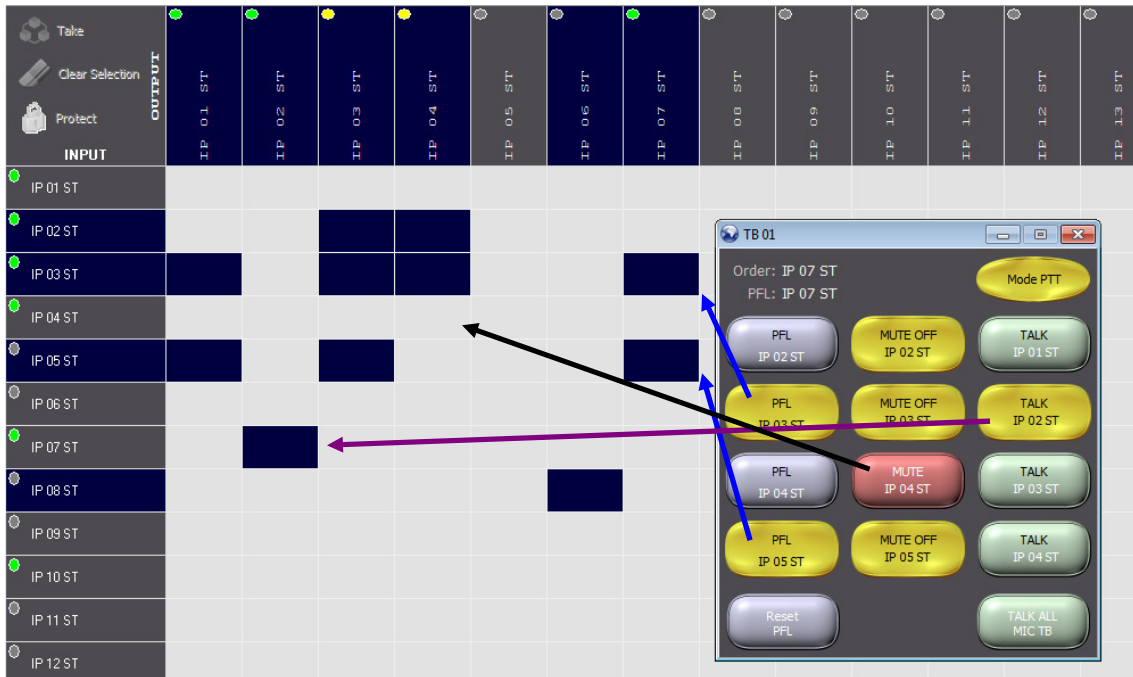 Take
Clear Selection
Protect
OUTPUT
INPUT
IP 01 ST
IP 02 ST
IP 03 ST
IP 04 ST
IP 05 ST
IP 06 ST
IP 07 ST
IP 08 ST
IP 09 ST
IP 10 ST
IP 11 ST
IP 12 ST
IP 13 ST
IP 01 ST
IP 02 ST
IP 03 ST
IP 04 ST
IP 05 ST
IP 06 ST
IP 07 ST
IP 08 ST
IP 09 ST
IP 10 ST
IP 11 ST
IP 12 ST
TB 01
Order: IP 07 ST
PFL: IP 07 ST
Mode PTT
PFL
IP 02 ST
MUTE OFF
IP 02 ST
TALK
IP 01 ST
PFL
IP 03 ST
MUTE OFF
IP 03 ST
TALK
IP 02 ST
PFL
IP 04 ST
MUTE
IP 04 ST
TALK
IP 03 ST
PFL
IP 05 ST
MUTE OFF
IP 05 ST
TALK
IP 04 ST
Reset
PFL
TALK ALL
MIC TB